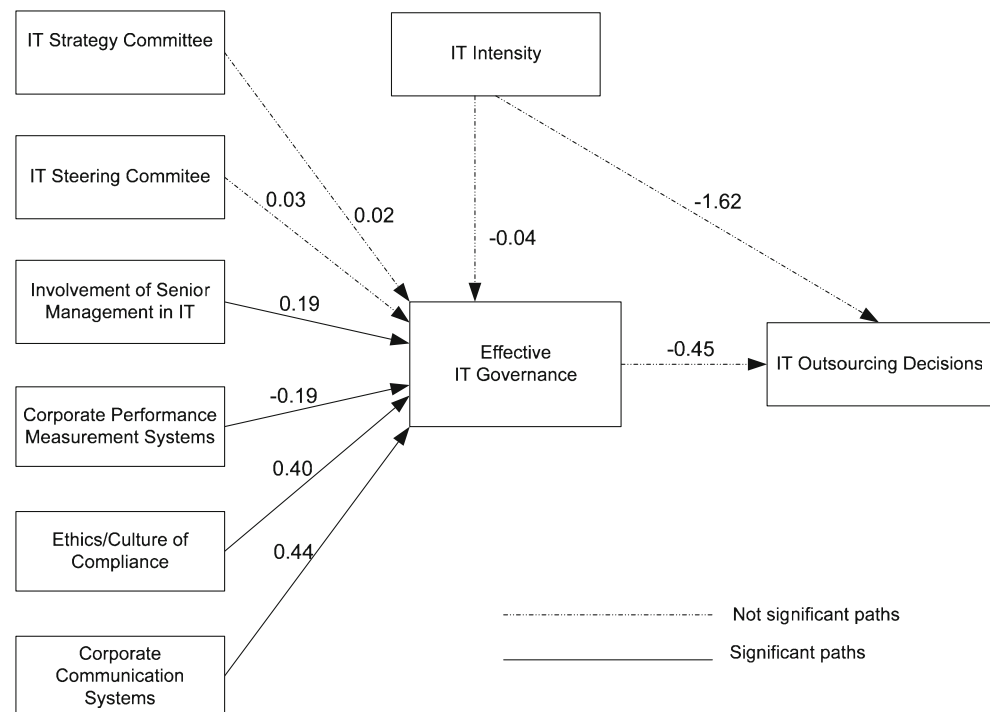 IT Strategy Committee
IT Intensity
IT Steering Commitee
0.03
0.02
-1.62
-0.04
Involvement of Senior
Management in IT
0.19
Effective
IT Governance
-0.45
IT Outsourcing Decisions
Corporate Performance
Measurement Systems
-0.19
0.40
Ethics/Culture of
Compliance
0.44
Corporate
Communication
Systems
Not significant paths
Significant paths